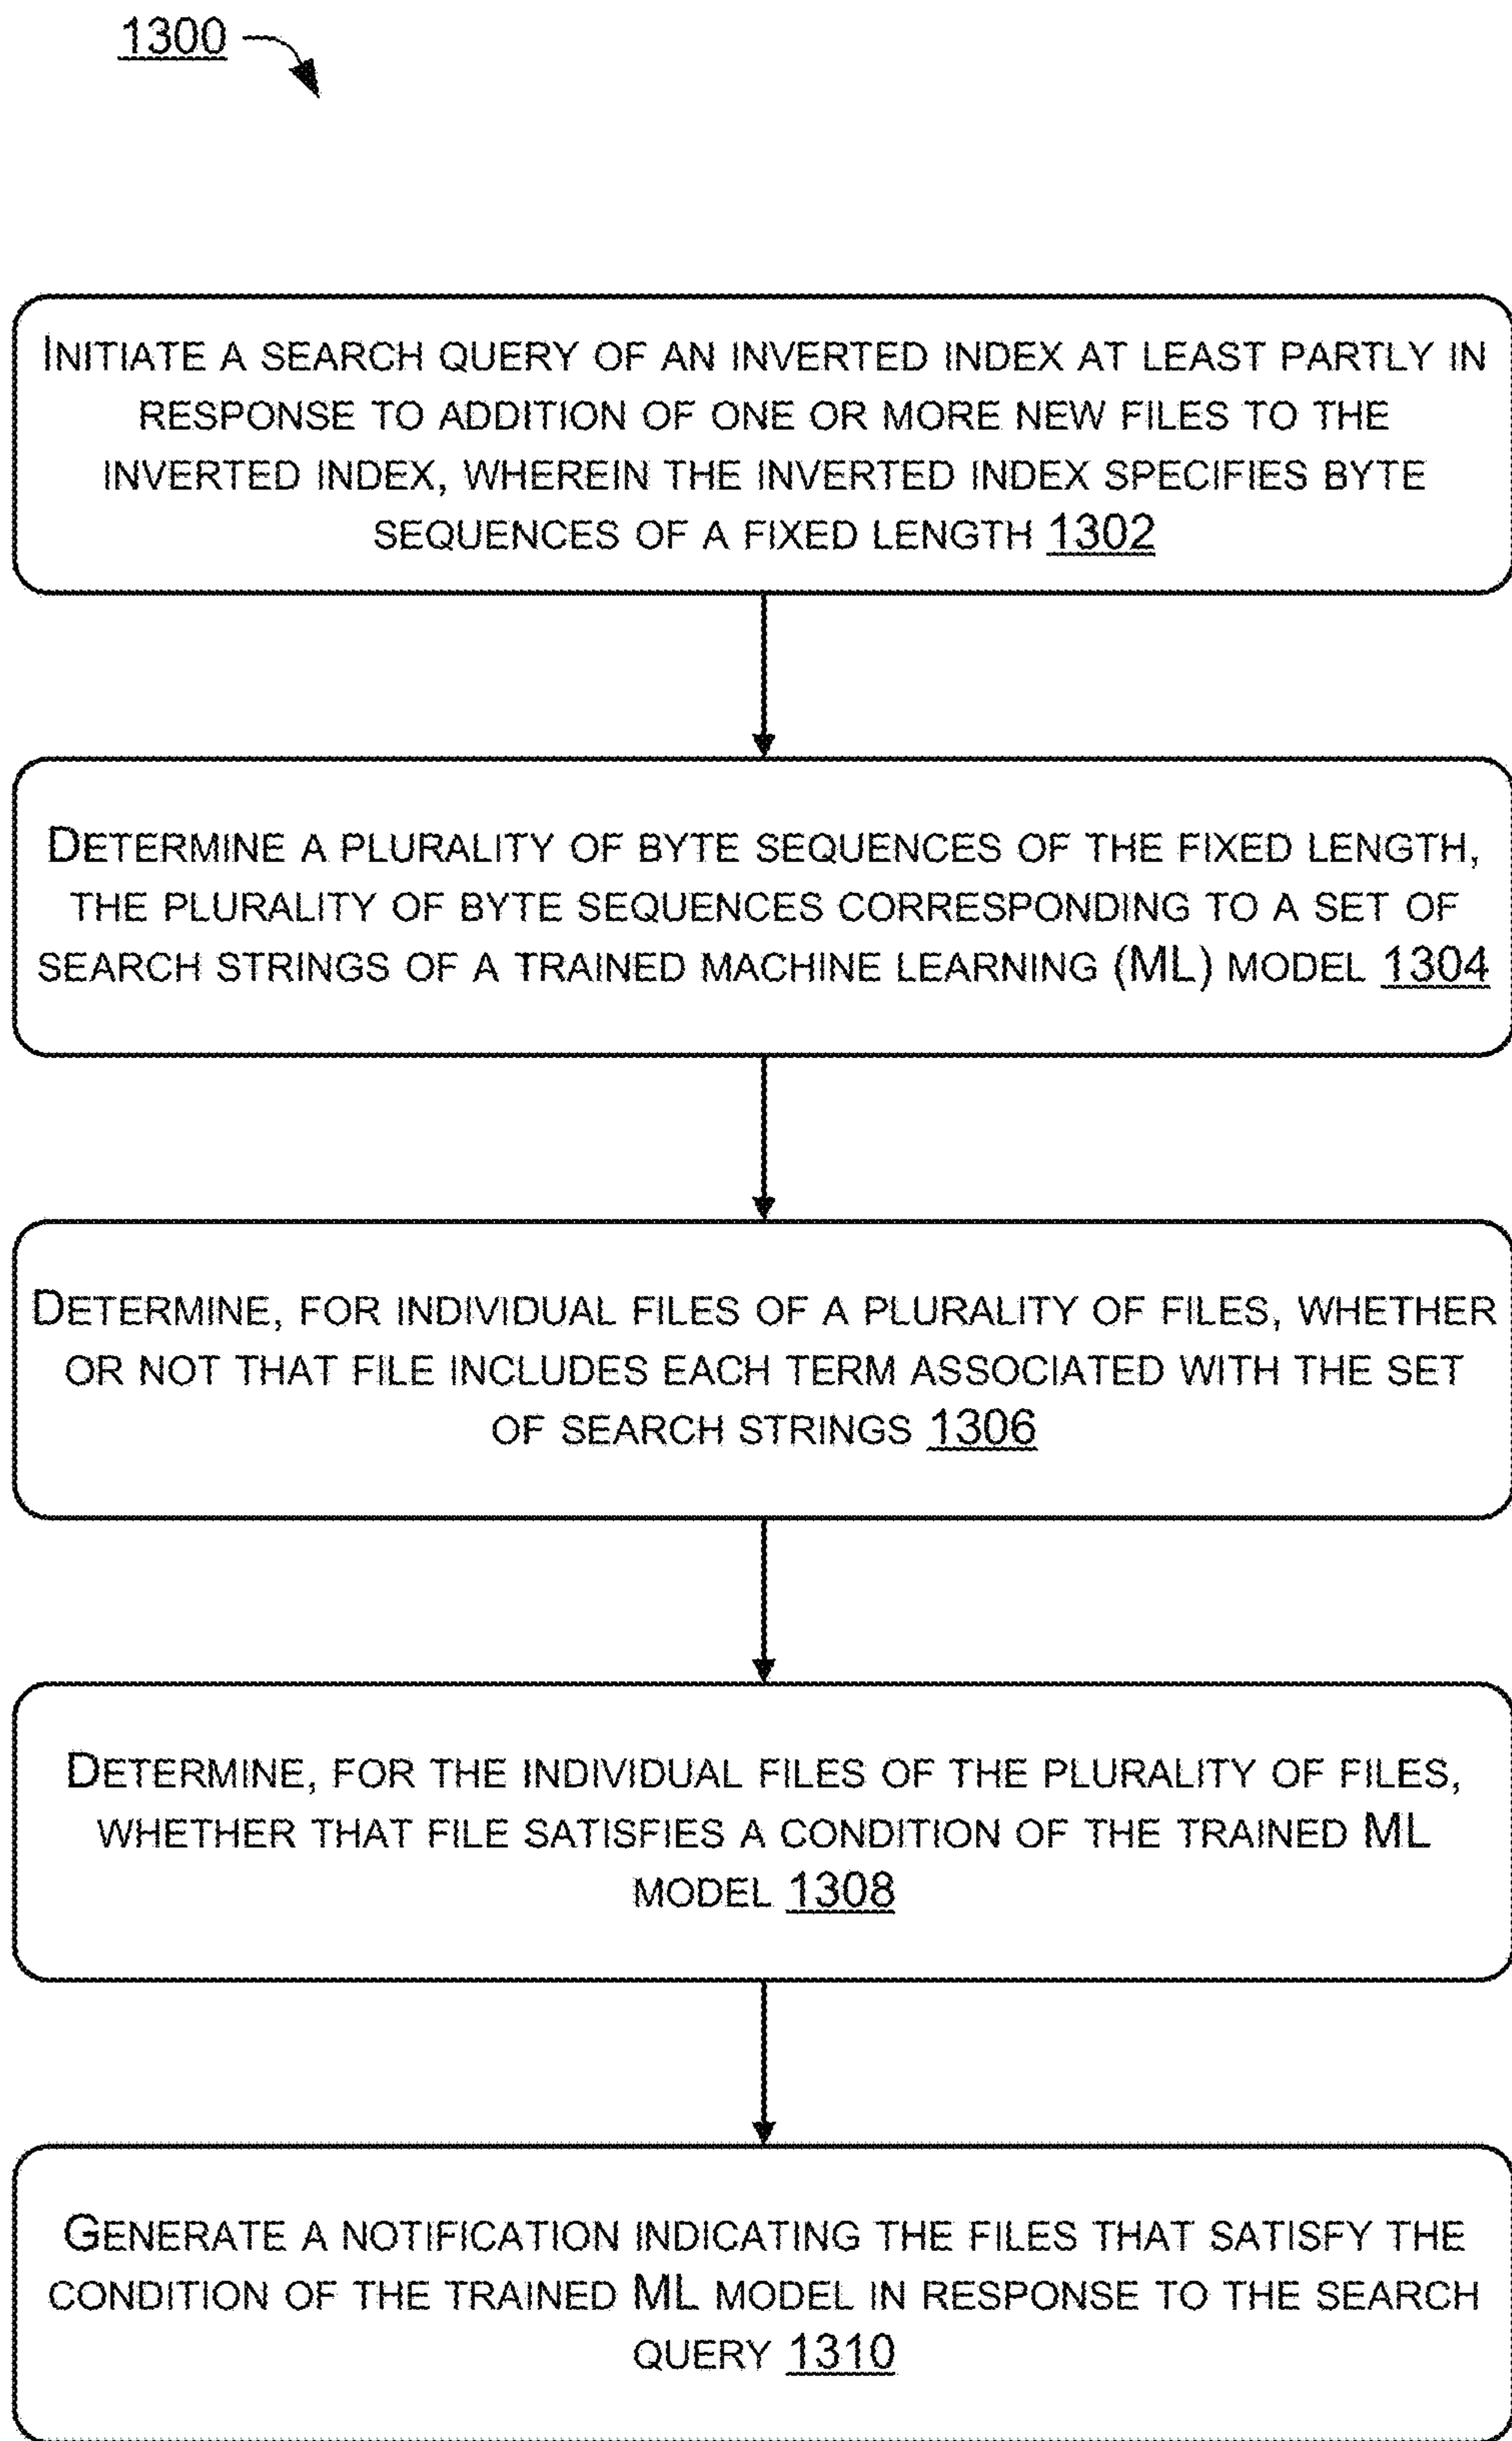 1300
INITIATE A SEARCH QUERY OF AN INVERTED INDEX AT LEAST PARTLY IN
RESPONSE TO ADDITION OF ONE OR MORE NEW FILES TO THE
INVERTED INDEX, WHEREIN THE INVERTED INDEX SPECIFIES BYTE
SEQUENCES OF A FIXED LENGTH 1302
DETERMINE A PLURALITY OF BYTE SEQUENCES OF THE FIXED LENGTH,
THE PLURALITY OF BYTE SEQUENCES CORRESPONDING TO A SET OF
SEARCH STRINGS OF A TRAINED MACHINE LEARNING (ML) MODEL 1304
DETERMINE, FOR INDIVIDUAL FILES OF A PLURALITY OF FILES, WHETHER
OR NOT THAT FILE INCLUDES EACH TERM ASSOCIATED WITH THE SET
OF SEARCH STRINGS 1306
DETERMINE, FOR THE INDIVIDUAL FILES OF THE PLURALITY OF FILES,
WHETHER THAT FILE SATISFIES A CONDITION OF THE TRAINED ML
MODEL 1308
GENERATE A NOTIFICATION INDICATING THE FILES THAT SATISFY THE
CONDITION OF THE TRAINED ML MODEL IN RESPONSE TO THE SEARCH
QUERY 1310